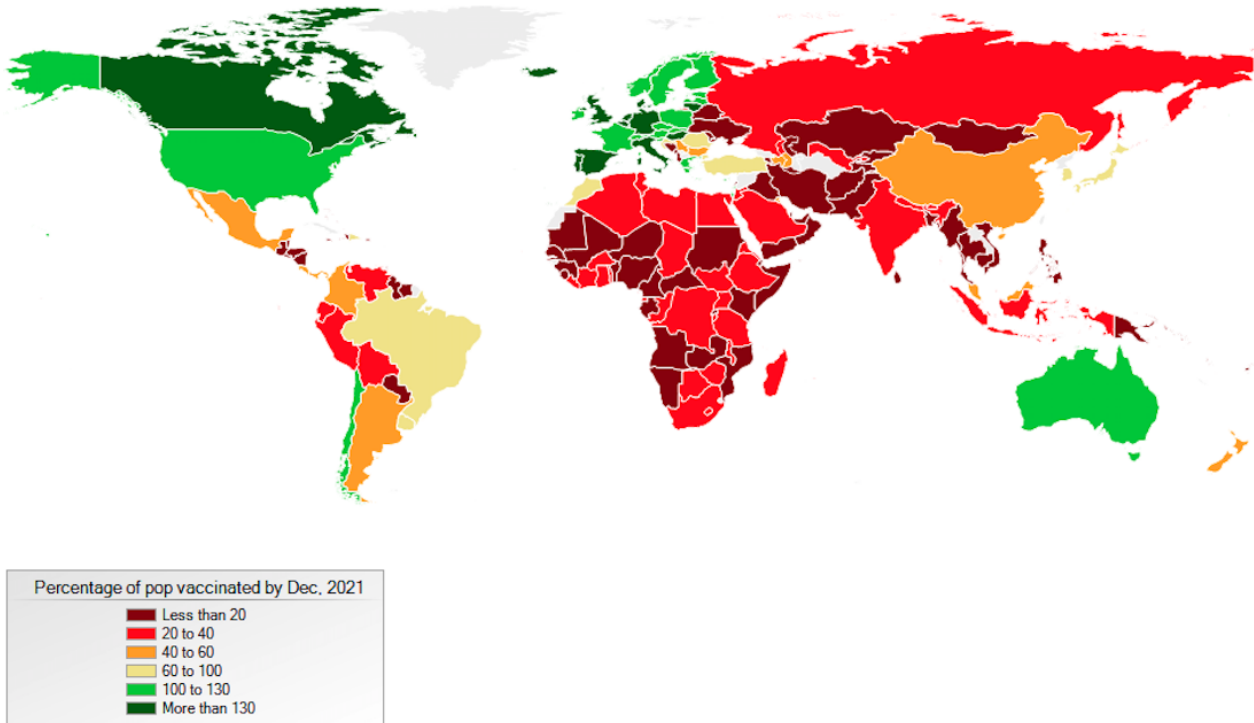 Percentage of pop vaccinated by Dec, 2021
Less than 20
20 to 40
40 to 60
60 to 100
100 to 130
More than 130